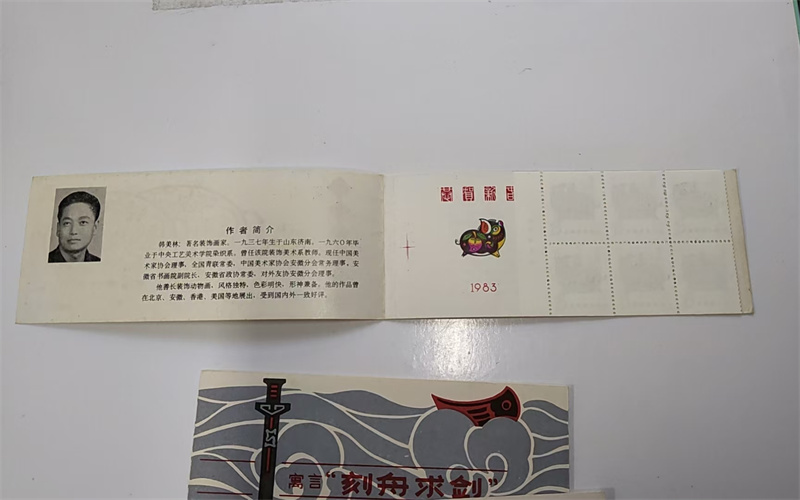 恭贺新禧
作者简介
韩美林：著名装饰画家。一九三七年生于山东济南。一九六〇年毕
业于中央工艺美术学院染织系。曾任该院装饰美术系教师。现任中国美
术家协会理事，全国青联常委，中国美术家协会安徽分会常务理事，安
徽省书画院副院长，安徽省政协常委，对外友协安徽分会理事。
他善长装饰动物画，风格独特，色彩明快，形神兼备。他的作品曾
在北京、安徽、香港、美国等地展出，受到国内外一致好评。
1983
寓言“刻舟求剑”